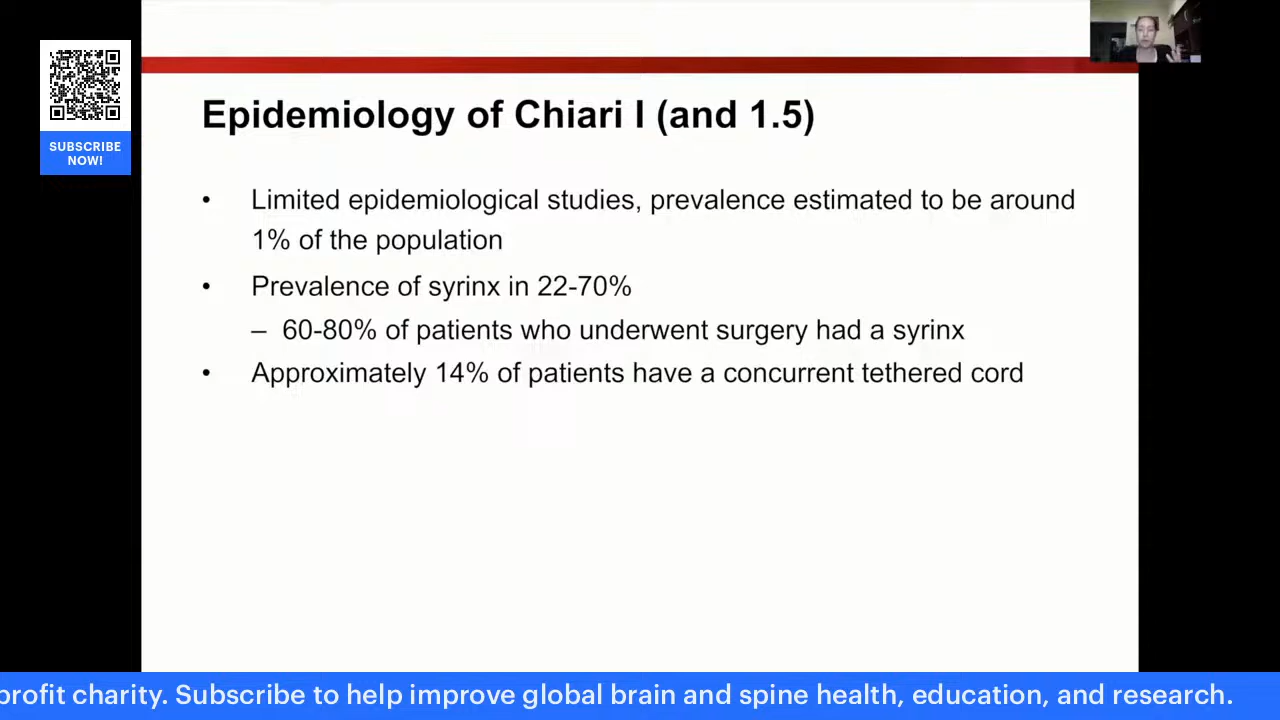 SUBSCRIBE
NOW!
Epidemiology of Chiari I (and 1.5)
• Limited epidemiological studies, prevalence estimated to be around
1% of the population
• Prevalence of syrinx in 22-70%
– 60-80% of patients who underwent surgery had a syrinx
• Approximately 14% of patients have a concurrent tethered cord
profit charity. Subscribe to help improve global brain and spine health, education, and research.